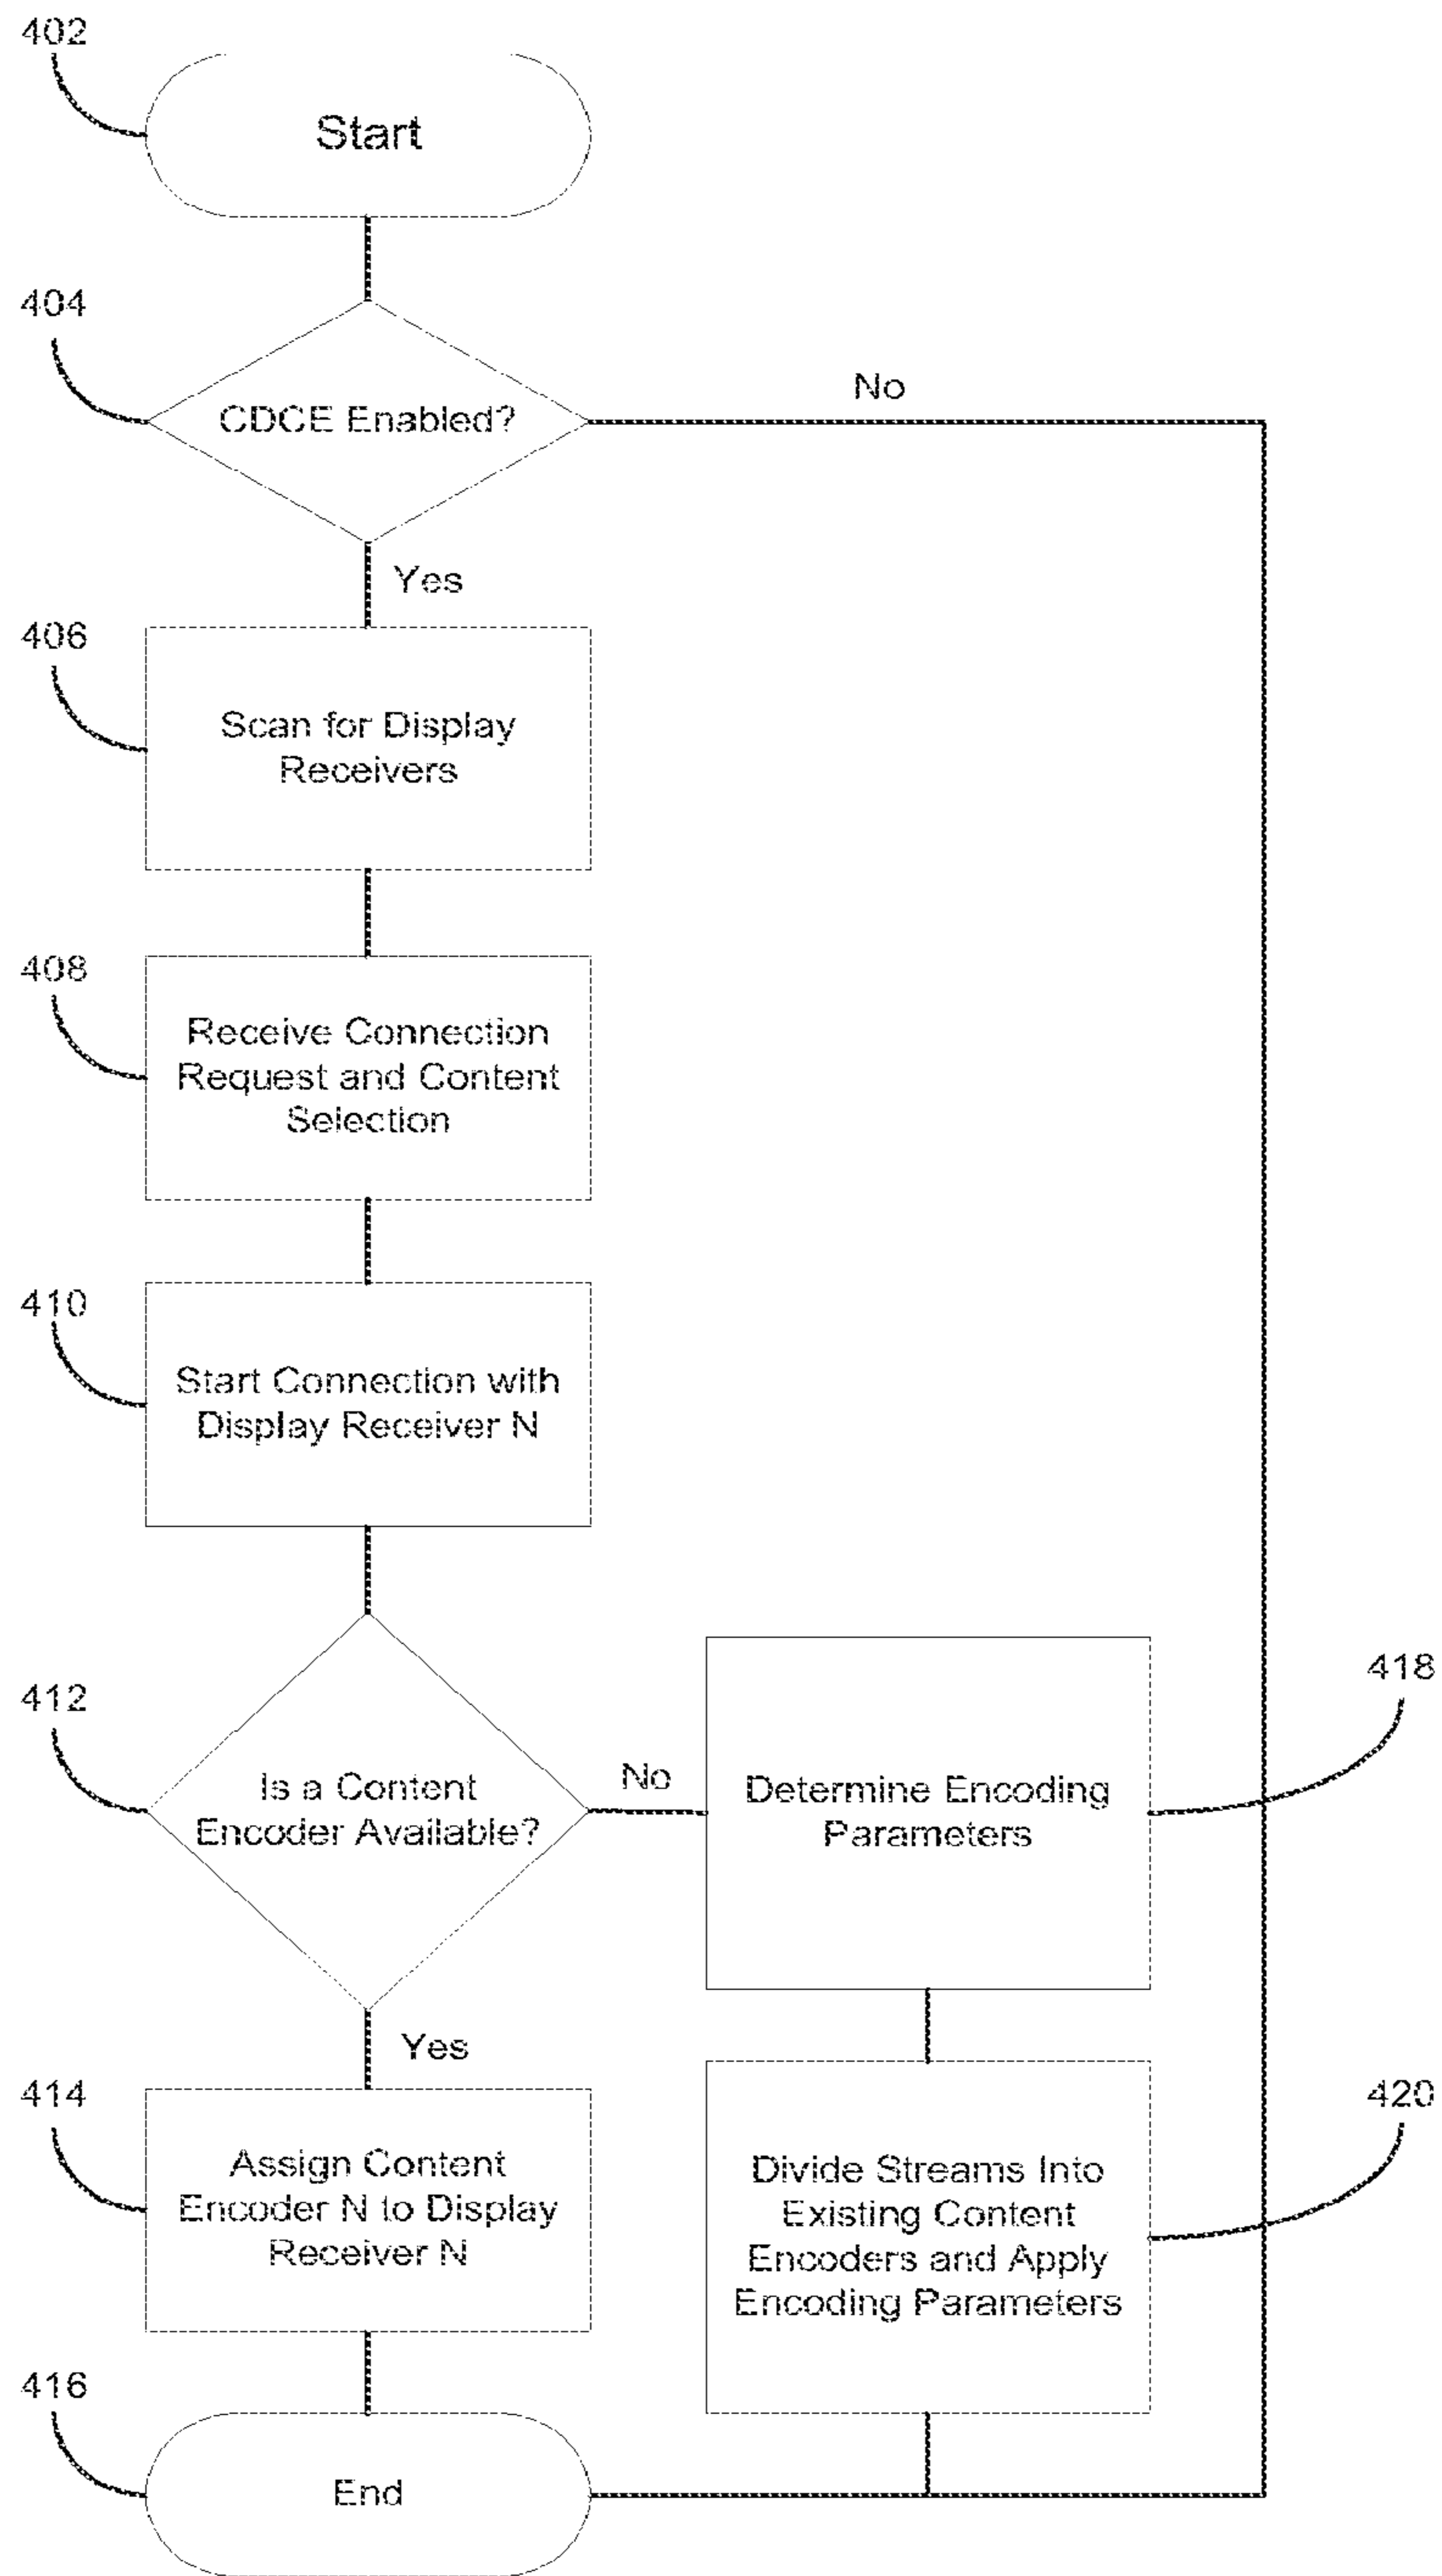 402
Start
404
CDCE Enabled?
No
Yes
406
Scan for Display
Receivers
408
Receive Connection
Request and Content
Selection
410
Start Connection with
Display Receiver N
412
Is a Content
Encoder Available?
No
Determine Encoding
Parameters
418
Yes
414
Assign Content
Encoder N to Display
Receiver N
Divide Streams Into
Existing Content
Encoders and Apply
Encoding Parameters
420
416
End